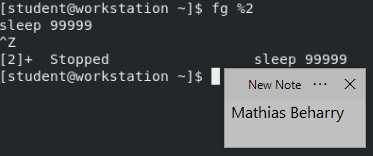 [student@workstation ~]$ fg %2
sleep 99999
^Z
[2]+  Stopped                 sleep 99999
[student@workstation ~]$
New Note ... ×
Mathias Beharry